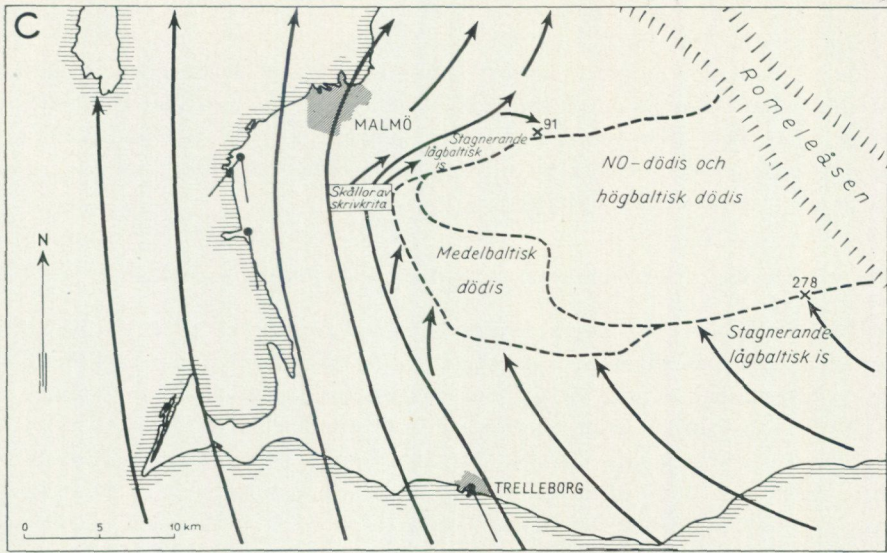 C
Romeleåsen
MALMÖ
91
Stagnerande
lågbaltisk
is
NO-dödis och
högbaltisk dödis
Skållor av
skrivkrita
N
Medelbaltisk
dödis
278
Stagnerande
lågbaltisk is
TRELLEBORG
0 5 10 km